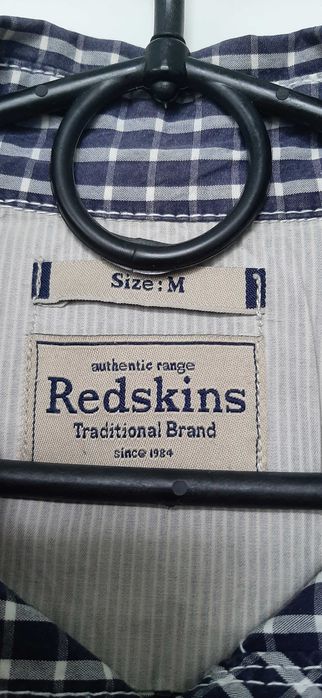 Size: M
authentic range
Redskins
Traditional Brand
since 1984